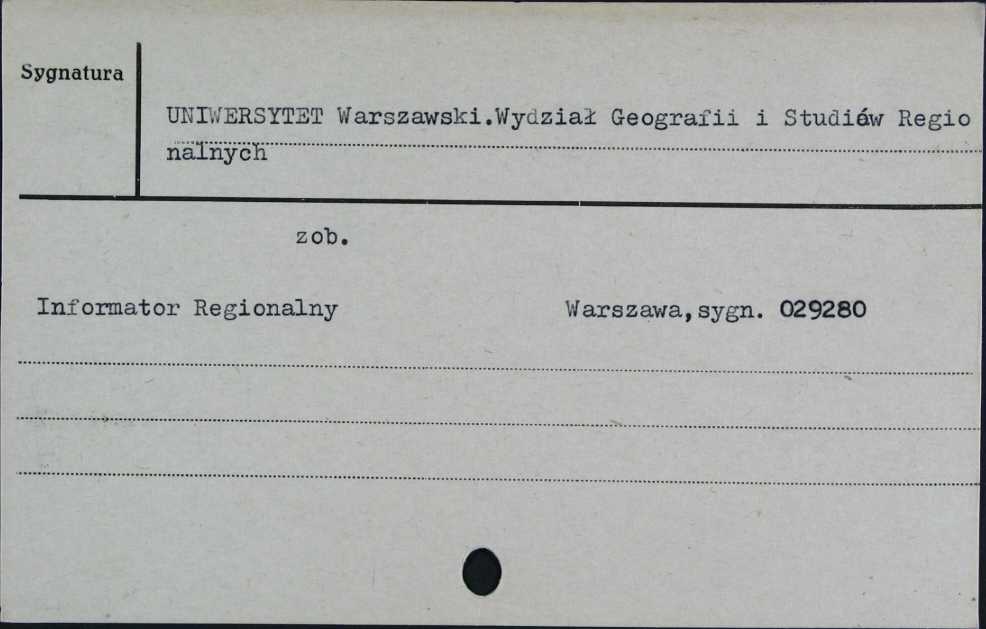 Sygnatura
UNIWERSYTET Warszawski.Wydział Geografii i Studiów Regio
nalnych
zob.
Informator Regionalny Warszawa,sygn. 029280